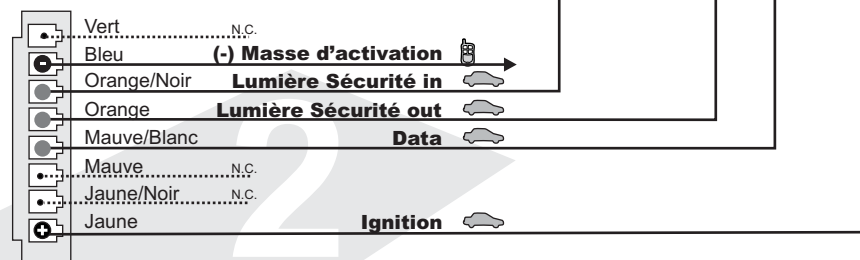 Vert N.C.
Bleu (-) Masse d'activation
Orange/Noir Lumière Sécurité in
Orange Lumière Sécurité out
Mauve/Blanc Data
Mauve N.C.
Jaune/Noir N.C.
Jaune Ignition
2